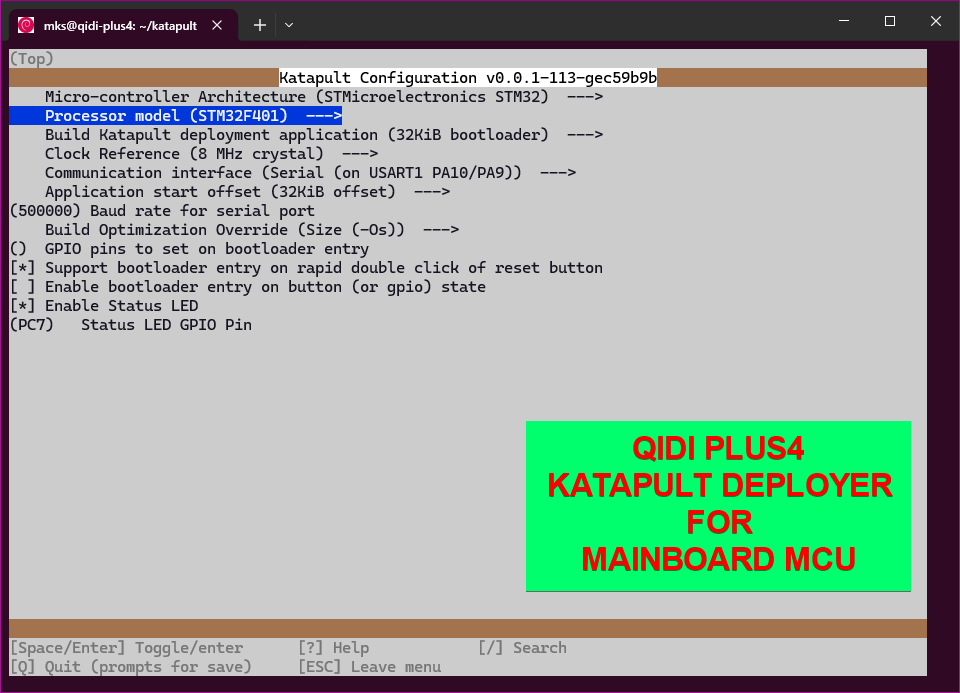 mks@qidi-plus4: ~/katapult
(Top)
Katapult Configuration v0.0.1-113-gec59b9b
Micro-controller Architecture (STMicroelectronics STM32)  --->
Processor model (STM32F401)  --->
Build Katapult deployment application (32KiB bootloader)  --->
Clock Reference (8 MHz crystal)  --->
Communication interface (Serial (on USART1 PA10/PA9))  --->
Application start offset (32KiB offset)  --->
(500000) Baud rate for serial port
Build Optimization Override (Size (-Os))  --->
()  GPIO pins to set on bootloader entry
[*] Support bootloader entry on rapid double click of reset button
[ ] Enable bootloader entry on button (or gpio) state
[*] Enable Status LED
(PC7)   Status LED GPIO Pin
QIDI PLUS4
KATAPULT DEPLOYER
FOR
MAINBOARD MCU
[Space/Enter] Toggle/enter      [?] Help            [/] Search
[Q] Quit (prompts for save)     [ESC] Leave menu